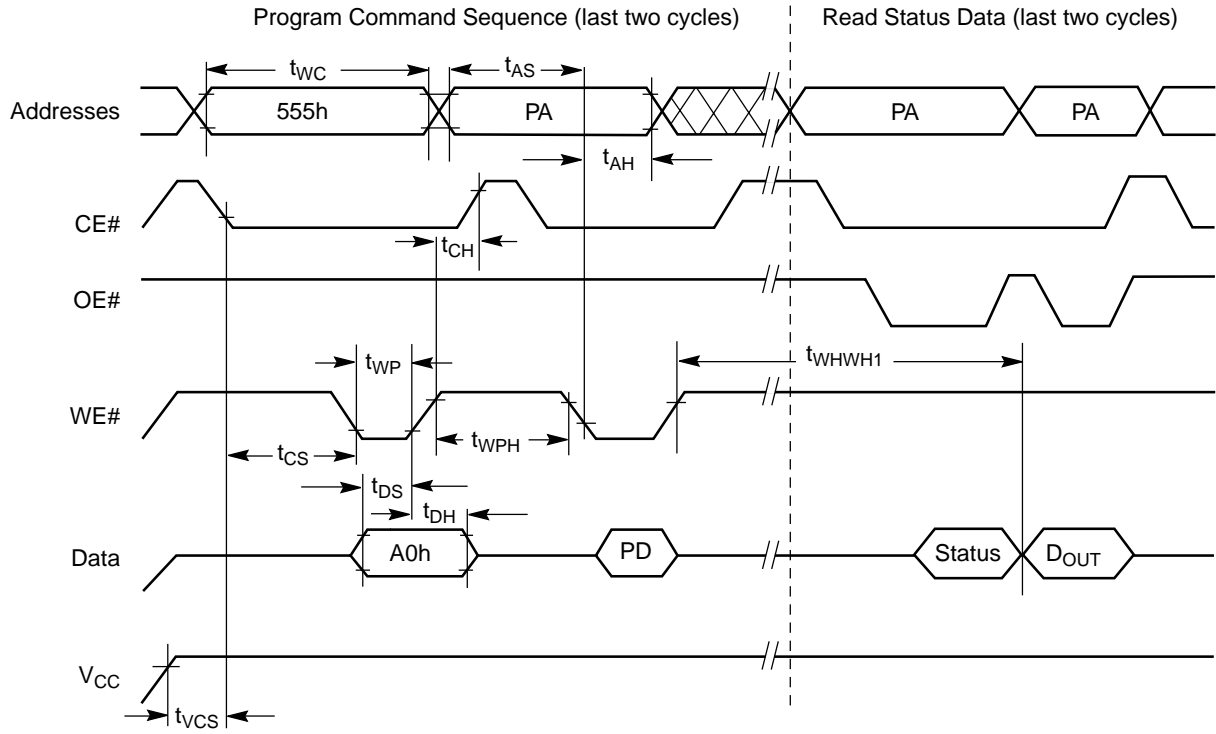 Program Command Sequence (last two cycles) Read Status Data (last two cycles)
tWC tAS
Addresses 555h PA PA PA
tAH
CE#
tCH
OE#
tWP tWHWH1
WE#
tCS tWPH
tDS
tDH
Data A0h PD Status DOUT
VCC
tVCS